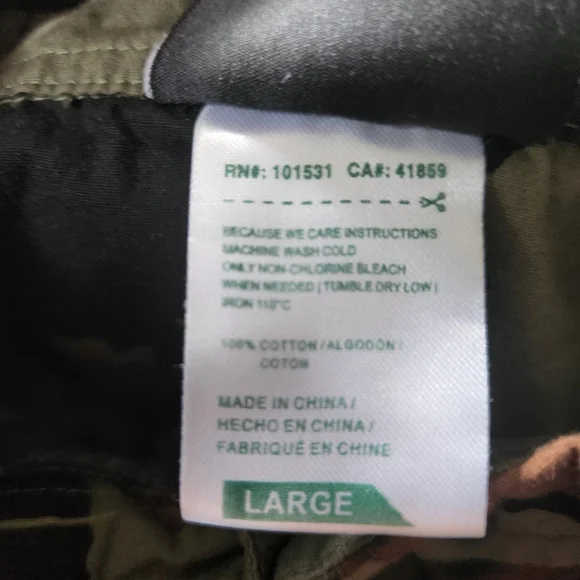 RN#: 101531 CA#: 41859
BECAUSE WE CARE INSTRUCTIONS
MACHINE WASH COLD
ONLY NON-CHLORINE BLEACH
WHEN NEEDED / TUMBLE DRY LOW /
IRON 110°C
100% COTTON / ALGODON /
COTON
MADE IN CHINA /
HECHO EN CHINA /
FABRIQUÉ EN CHINE
LARGE